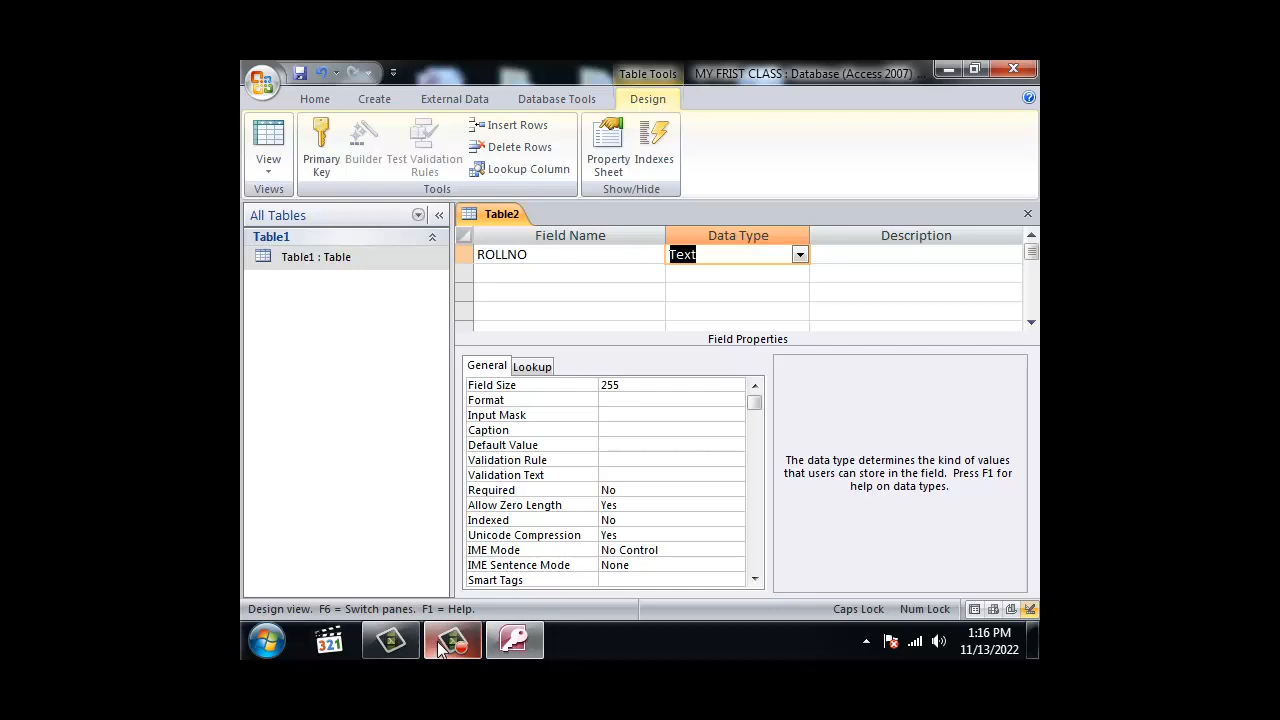 Table Tools
MY FRIST CLASS : Database (Access 2007) ...
Home
Create
External Data
Database Tools
Design
View
Primary
Key
Builder
Test Validation
Rules
Insert Rows
Delete Rows
Lookup Column
Property
Sheet
Indexes
Views
Tools
Show/Hide
All Tables
«
Table2
Table1
Table1 : Table
Field Name
Data Type
Description
ROLLNO
Text
Field Properties
General
Lookup
Field Size
255
Format
Input Mask
Caption
Default Value
Validation Rule
Validation Text
Required
No
Allow Zero Length
Yes
Indexed
No
Unicode Compression
Yes
IME Mode
No Control
IME Sentence Mode
None
Smart Tags
The data type determines the kind of values
that users can store in the field. Press F1 for
help on data types.
Design view. F6 = Switch panes. F1 = Help.
Caps Lock
Num Lock
321
1:16 PM
11/13/2022